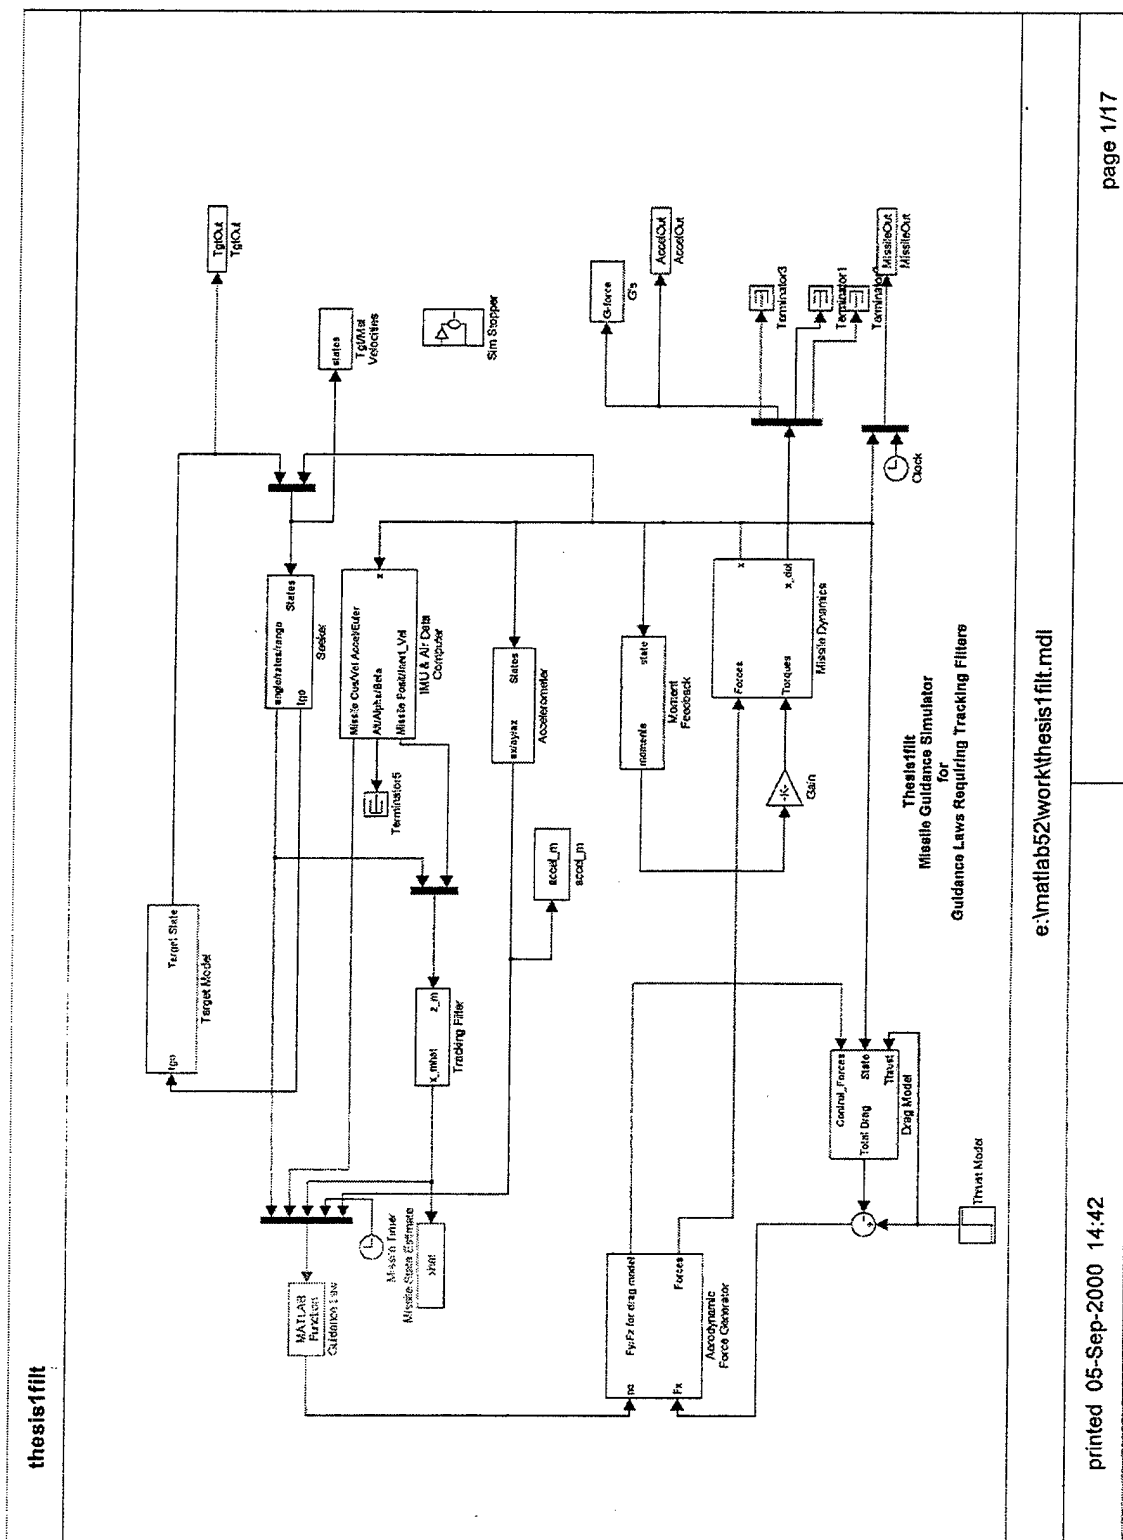 thesis1filt
TgtOut
TgtOut
tgo
Target State
Target Model
states
Tgt/Msl
Velocities
Sim Stopper
angle/rates/range
tgo
States
Seeker
Missile Cus/Vel Accel/Euler
Alt/Alpha/Beta
Missile Posit/Inert_Vel
x
IMU & Air Data
Computer
Terminator5
MATLAB
Function
Guidance Law
Missile Timer
Missile State Estimate
xhat
x_mhat
z_m
Tracking Filter
ax/ay/az
States
Accelerometer
accel_m
accel_m
G-force
G's
AccelOut
AccelOut
Terminator3
Terminator1
MissileOut
MissileOut
Clock
moments
state
Moment
Feedback
Forces
Torques
x
x_dot
Missile Dynamics
-K-
Gain
nc
Fx
Fy:Fz for drag model
Forces
Aerodynamic
Force Generator
Control_Forces
Total Drag
State
Thrust
Drag Model
Thrust Model
Thesis1filt
Missile Guidance Simulator
for
Guidance Laws Requiring Tracking Filters
e:\matlab52\work\thesis1filt.mdl
printed 05-Sep-2000 14:42
page 1/17